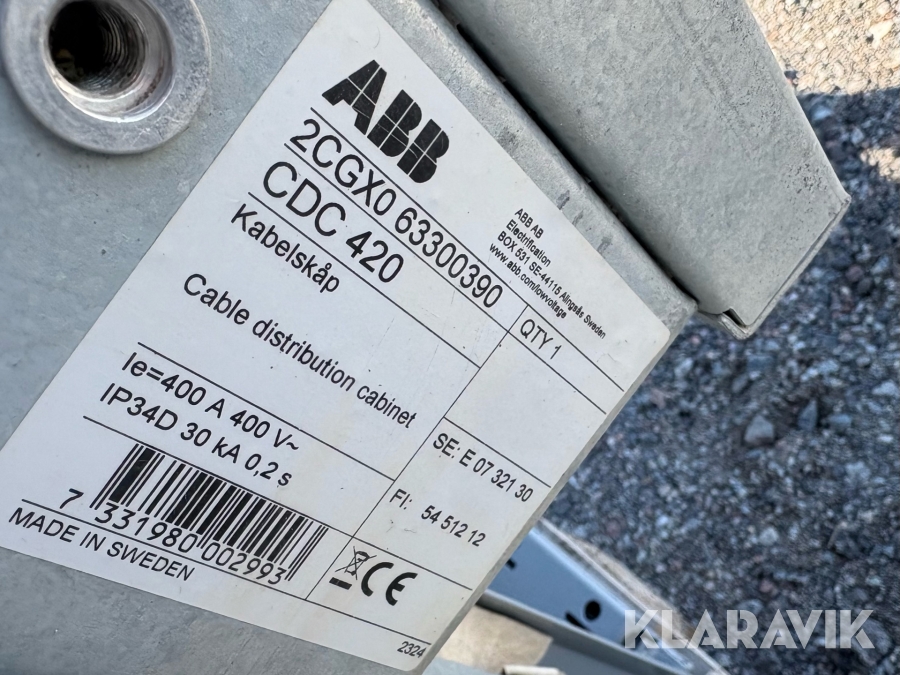 ABB
2CGX0 63300390
CDC 420
Kabelskåp
Cable distribution cabinet
ABB AB
Electrification
BOX 531 SE-44115 Alingsås Sweden
www.abb.com/lowvoltage
QTY 1
Ie=400 A 400 V~
IP34D 30 kA 0,2 s
SE: E 07 321 30
FI: 54 512 12
7 331980 002993
MADE IN SWEDEN
CE
2324
KLARAVIK